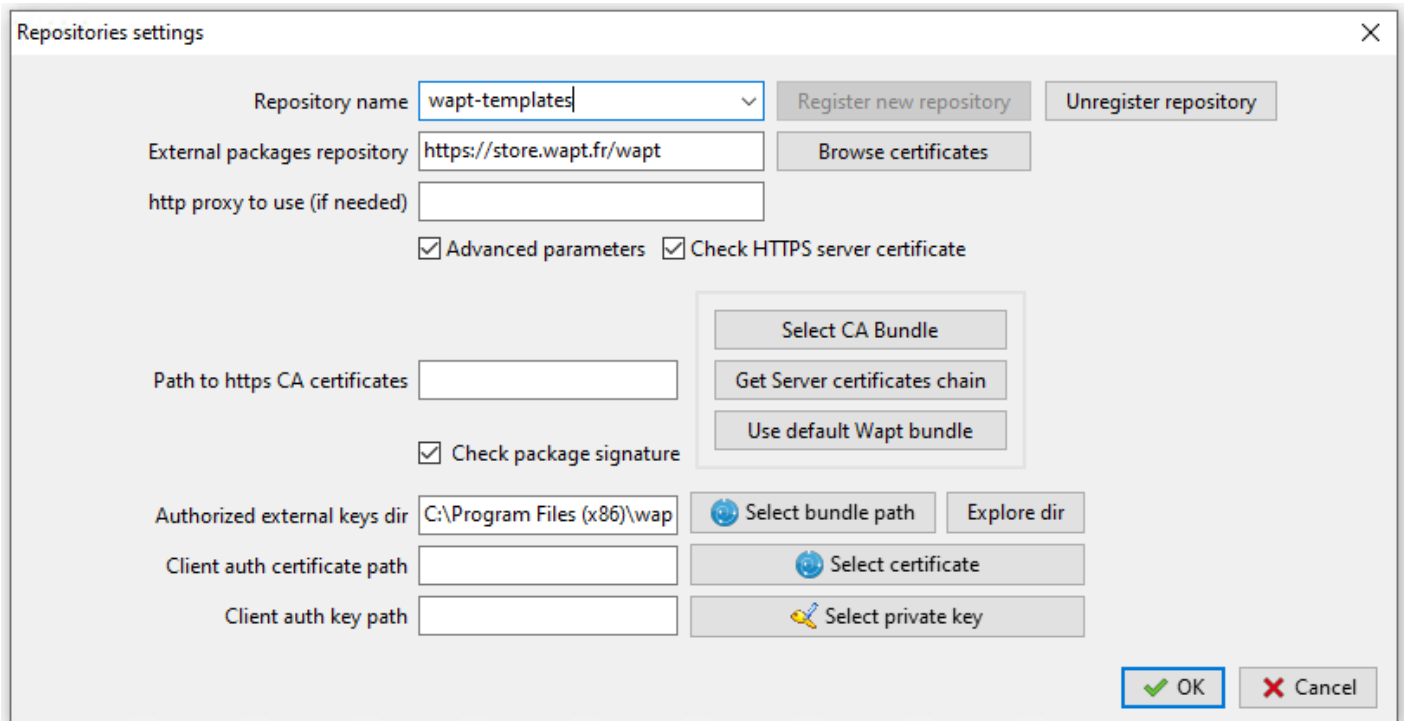 Repositories settings
Repository name wapt-templates Register new repository Unregister repository
External packages repository https://store.wapt.fr/wapt Browse certificates
http proxy to use (if needed)
Advanced parameters Check HTTPS server certificate
Select CA Bundle
Path to https CA certificates Get Server certificates chain
Use default Wapt bundle
Check package signature
Authorized external keys dir C:\Program Files (x86)\wap Select bundle path Explore dir
Client auth certificate path Select certificate
Client auth key path Select private key
OK Cancel